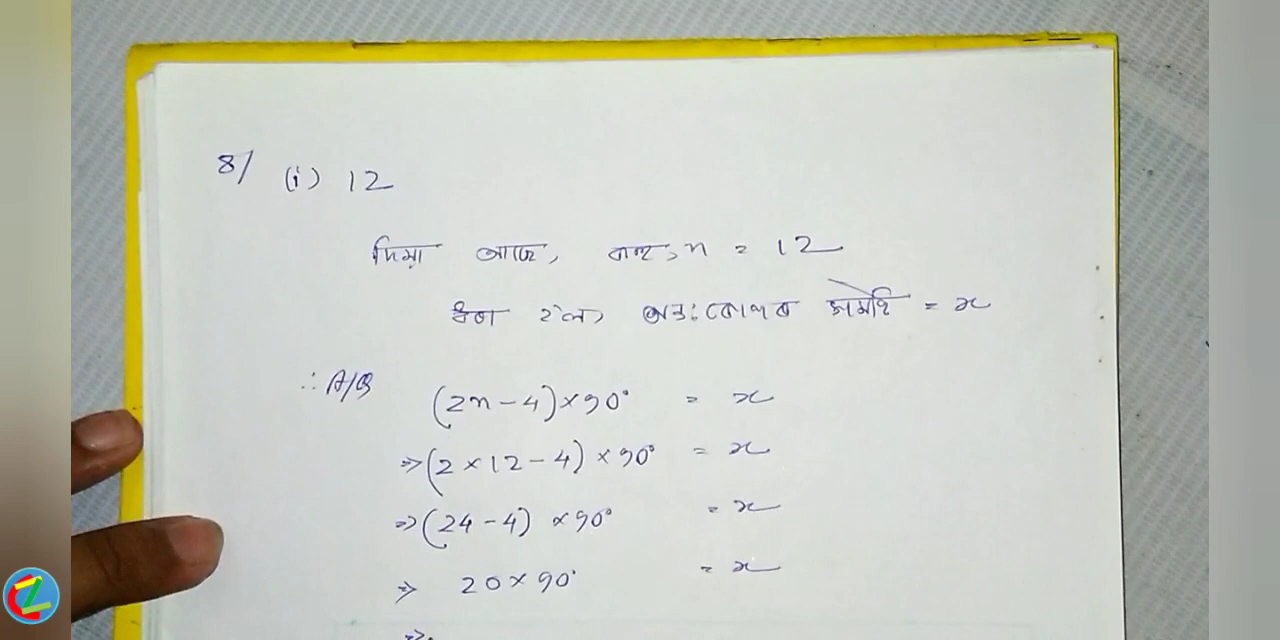 8/ (i) 12
দিয়া আছে, বাহু, n = 12
ধৰা হ'ল, অন্তঃকোণৰ সমষ্টি = x
∴ A/Q (2n - 4) × 90° = x
⇒ (2 × 12 - 4) × 90° = x
⇒ (24 - 4) × 90° = x
⇒ 20 × 90° = x
⇒